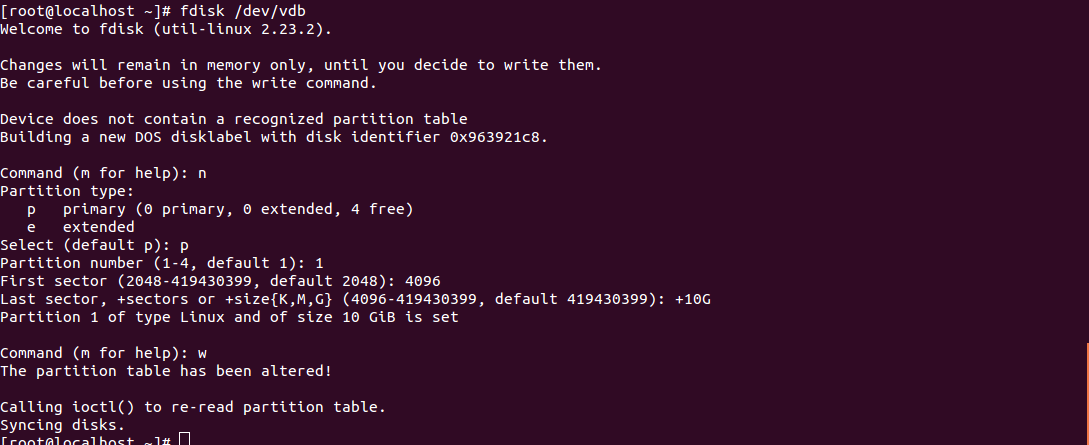 [root@localhost ~]# fdisk /dev/vdb
Welcome to fdisk (util-linux 2.23.2).
Changes will remain in memory only, until you decide to write them.
Be careful before using the write command.
Device does not contain a recognized partition table
Building a new DOS disklabel with disk identifier 0x963921c8.
Command (m for help): n
Partition type:
   p   primary (0 primary, 0 extended, 4 free)
   e   extended
Select (default p): p
Partition number (1-4, default 1): 1
First sector (2048-419430399, default 2048): 4096
Last sector, +sectors or +size{K,M,G} (4096-419430399, default 419430399): +10G
Partition 1 of type Linux and of size 10 GiB is set
Command (m for help): w
The partition table has been altered!
Calling ioctl() to re-read partition table.
Syncing disks.
[root@localhost ~]#